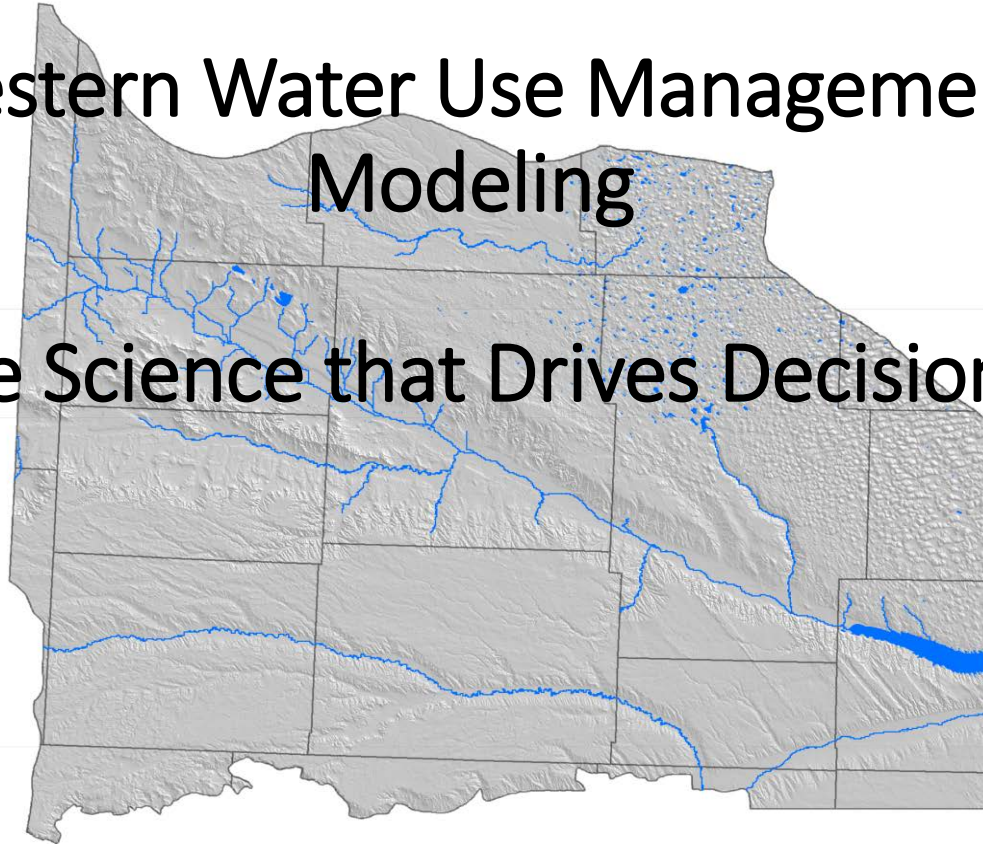 estern Water Use Manageme
Modeling
e Science that Drives Decision